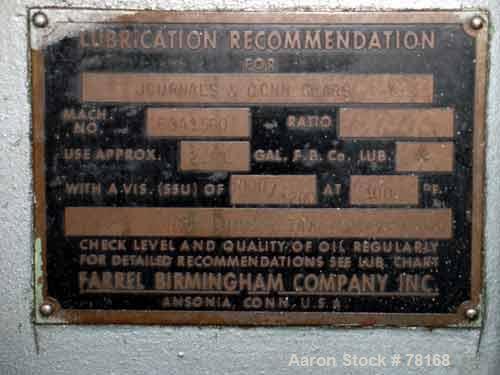 LUBRICATION RECOMMENDATION
FOR
JOURNALS & CONN GEARS
MACH. NO. RATIO
USE APPROX. GAL. F.B. Co. LUB.
WITH A VIS. (SSU) OF AT °F.
CHECK LEVEL AND QUALITY OF OIL REGULARLY
FOR DETAILED RECOMMENDATIONS SEE LUB. CHART
FARREL BIRMINGHAM COMPANY INC.
ANSONIA, CONN. U.S.A
Aaron Stock # 78168